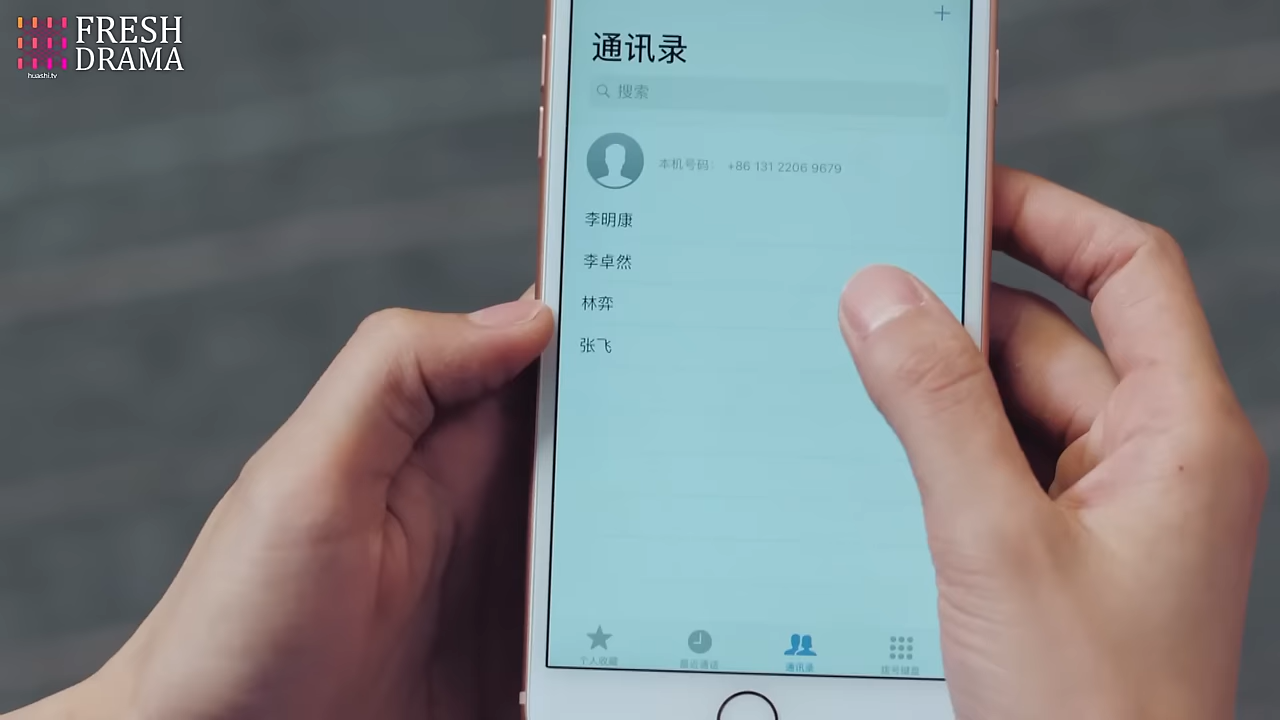 FRESH
DRAMA
huashi.tv
通讯录
搜索
本机号码： +86 131 2206 9679
李明康
李卓然
林弈
张飞
个人收藏 最近通话 通讯录 拨号键盘